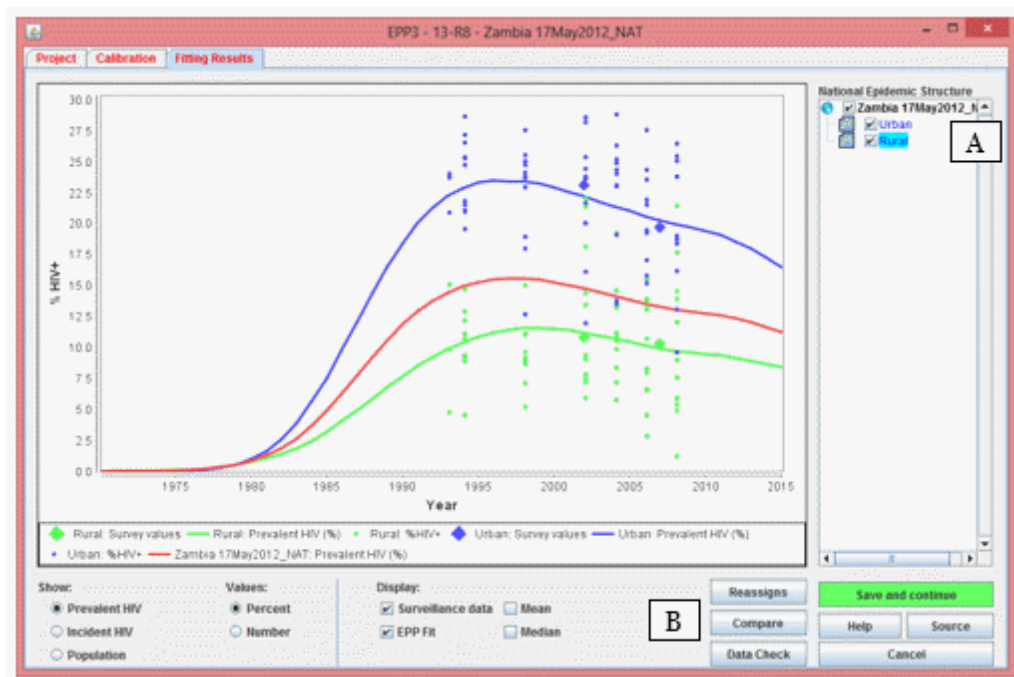 EPP3 - 13-R8 - Zambia 17May2012_NAT
Project Calibration Fitting Results
30.0
27.5
25.0
22.5
20.0
17.5
15.0
12.5
10.0
7.5
5.0
2.5
0.0
% HIV+
1975 1980 1985 1990 1995 2000 2005 2010 2015
Year
Rural: Survey values Rural: Prevalent HIV (%) Rural: %HIV+ Urban: Survey values Urban: Prevalent HIV (%)
Urban: %HIV+ Zambia 17May2012_NAT: Prevalent HIV (%)
National Epidemic Structure
Zambia 17May2012_N
Urban
Rural
A
Show: Values: Display:
Prevalent HIV Percent Surveillance data Mean
Incident HIV Number EPP Fit Median
Population
B
Reassigns
Compare
Data Check
Save and continue
Help Source
Cancel